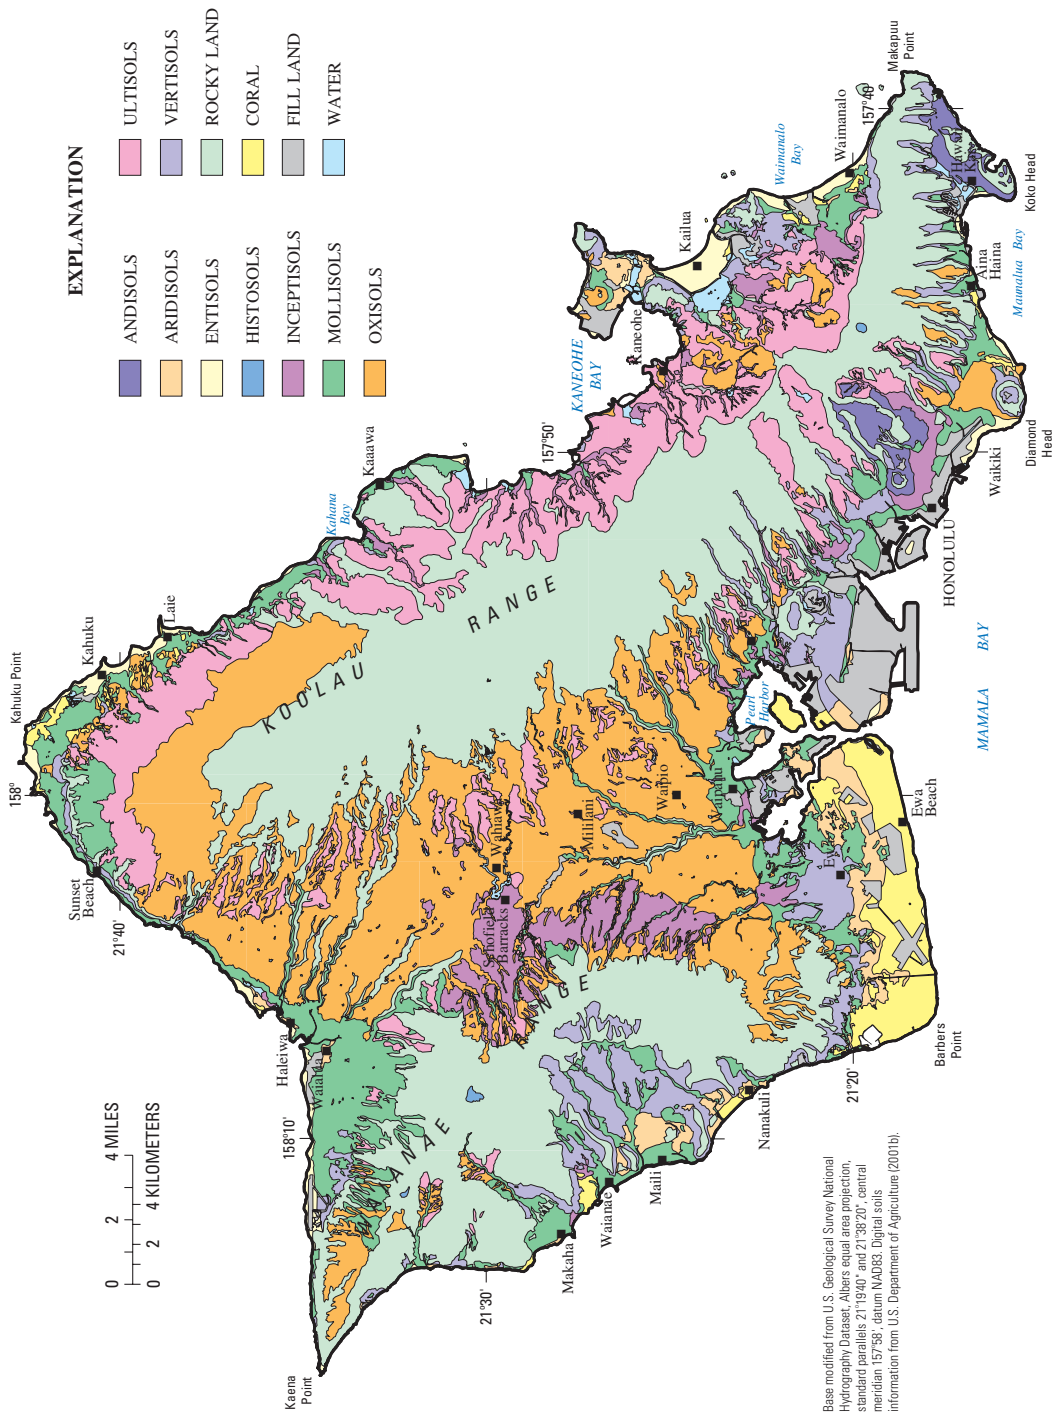 EXPLANATION
ANDISOLS
ARIDISOLS
ENTISOLS
HISTOSOLS
INCEPTISOLS
MOLLISOLS
OXISOLS
ULTISOLS
VERTISOLS
ROCKY LAND
CORAL
FILL LAND
WATER
Kahuku Point
158°
Kahuku
Laie
Sunset
Beach
21°40'
Kahana
Bay
Kaaawa
157°50'
KANEOHE
BAY
Kaneohe
Kailua
Waimanalo
Bay
Waimanalo
157°40'
Makapuu
Point
Hawaii
Kai
Koko Head
Aina
Haina
Maunalua Bay
Diamond
Head
Waikiki
HONOLULU
MAMALA BAY
Pearl
Harbor
KOOLAU RANGE
Wahiawa
Schofield
Barracks
Mililani
Waipio
Waipahu
Ewa
Ewa
Beach
Barbers
Point
21°20'
Nanakuli
Maili
Waianae
Makaha
WAIANAE RANGE
21°30'
Haleiwa
Waialua
158°10'
Kaena
Point
0 2 4 MILES
0 2 4 KILOMETERS
Base modified from U.S. Geological Survey National
Hydrography Dataset, Albers equal area projection,
standard parallels 21°19'40" and 21°38'20", central
meridian 157°58', datum NAD83. Digital soils
information from U.S. Department of Agriculture (2001b).